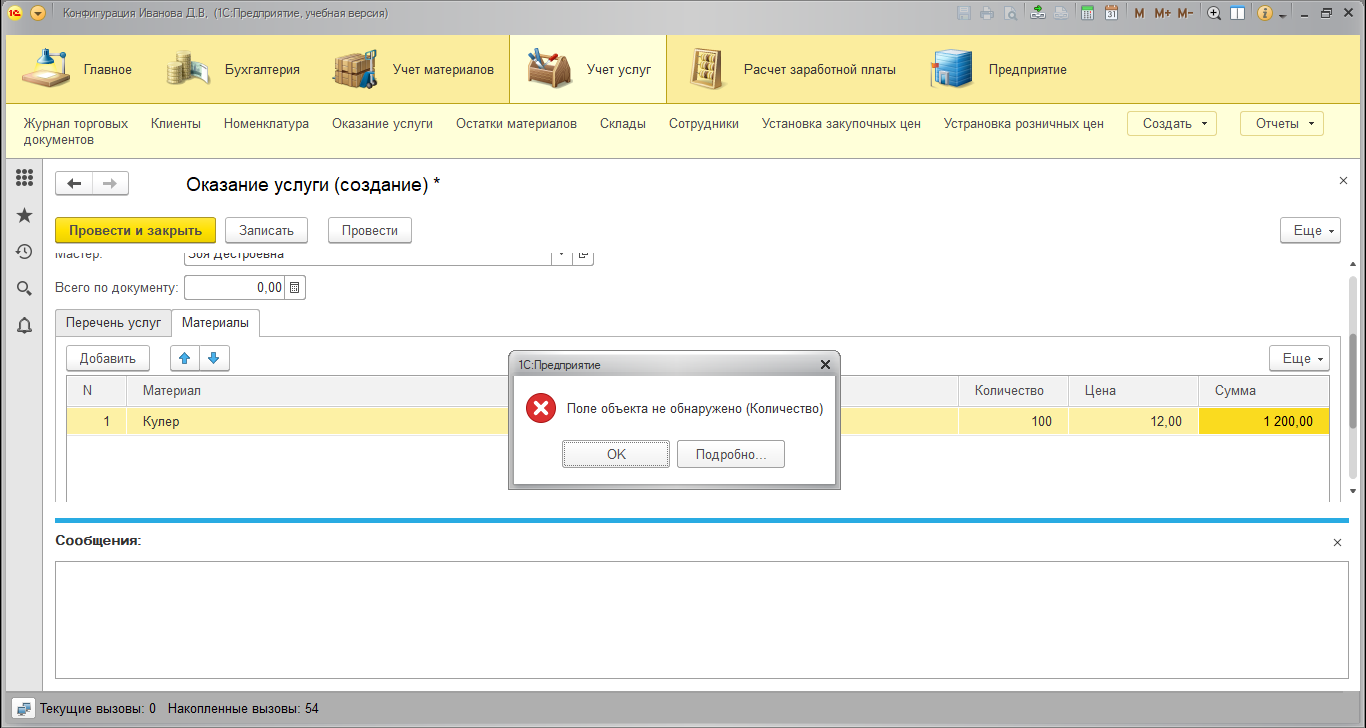 Конфигурация Иванова Д.В, (1С:Предприятие, учебная версия)
M M+ M-
Главное Бухгалтерия Учет материалов Учет услуг Расчет заработной платы Предприятие
Журнал торговых документов Клиенты Номенклатура Оказание услуги Остатки материалов Склады Сотрудники Установка закупочных цен Устрановка розничных цен Создать Отчеты
Оказание услуги (создание) *
Провести и закрыть Записать Провести Еще
Мастер: Зоя Дестроевна
Всего по документу: 0,00
Перечень услуг Материалы
Добавить Еще
N Материал Количество Цена Сумма
1 Кулер 100 12,00 1 200,00
1С:Предприятие
Поле объекта не обнаружено (Количество)
OK Подробно...
Сообщения:
Текущие вызовы: 0 Накопленные вызовы: 54